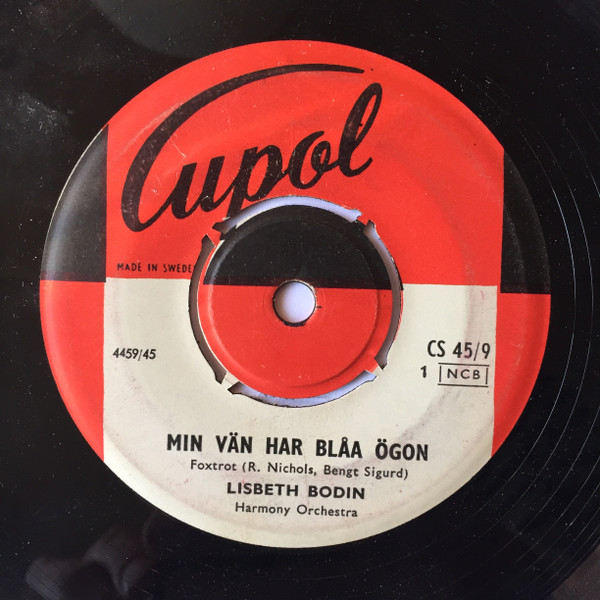 Cupol
MADE IN SWEDE
4459/45
CS 45/9
1 NCB
MIN VÄN HAR BLÅA ÖGON
Foxtrot (R. Nichols, Bengt Sigurd)
LISBETH BODIN
Harmony Orchestra